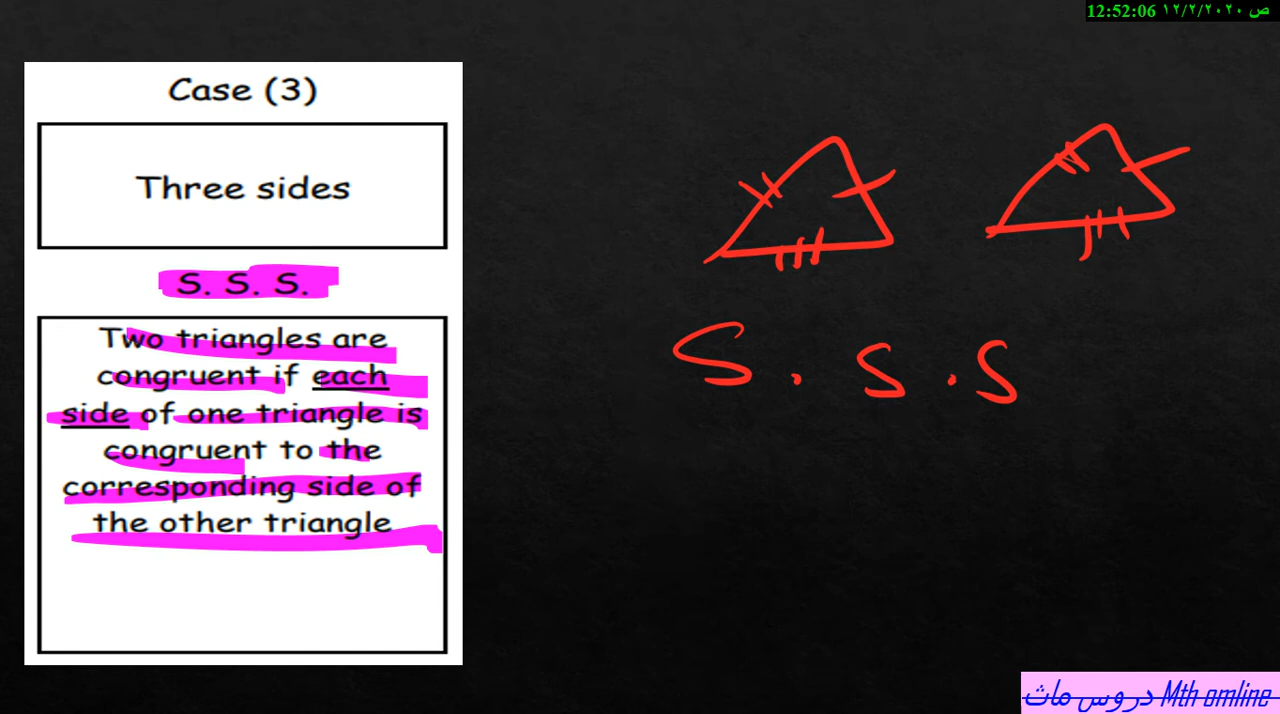 12:52:06 ١٢/٢/٢٠٢٠ ص
Case (3)
Three sides
S. S. S.
Two triangles are
congruent if each
side of one triangle is
congruent to the
corresponding side of
the other triangle
S . S . S
دروس ماث Mth omline